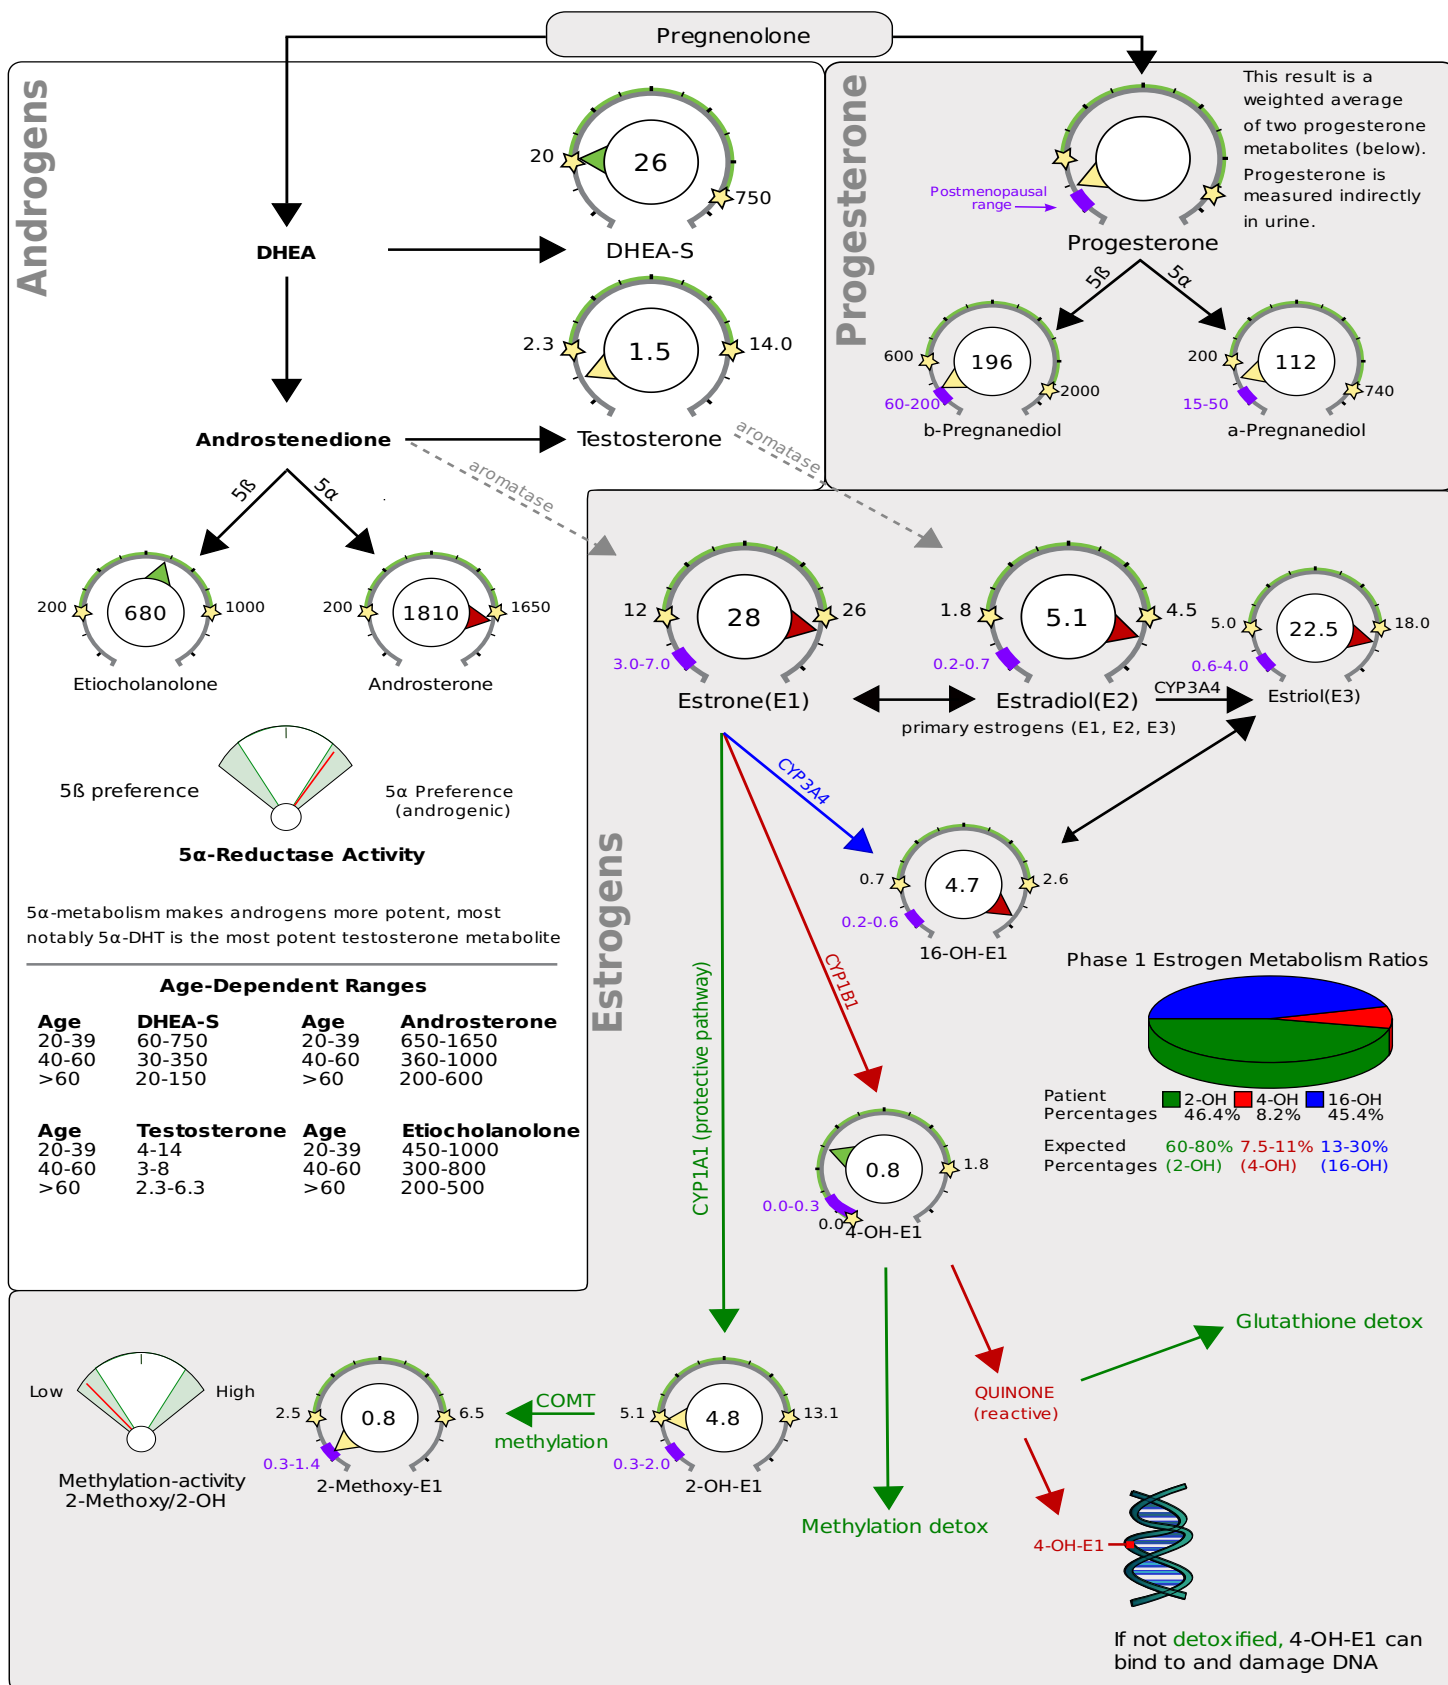 Pregnenolone
Androgens
20
26
750
DHEA
DHEA-S
2.3
1.5
14.0
Androstenedione
Testosterone
aromatase
aromatase
5ß
5α
200
680
1000
Etiocholanolone
200
1810
1650
Androsterone
5ß preference
5α Preference
(androgenic)
5α-Reductase Activity
5α-metabolism makes androgens more potent, most
notably 5α-DHT is the most potent testosterone metabolite
Age-Dependent Ranges
Age DHEA-S Age Androsterone
20-39 60-750 20-39 650-1650
40-60 30-350 40-60 360-1000
>60 20-150 >60 200-600
Age Testosterone Age Etiocholanolone
20-39 4-14 20-39 450-1000
40-60 3-8 40-60 300-800
>60 2.3-6.3 >60 200-500
Progesterone
This result is a
weighted average
of two progesterone
metabolites (below).
Progesterone is
measured indirectly
in urine.
Postmenopausal
range
Progesterone
5ß
5α
600
196
2000
60-200
b-Pregnanediol
200
112
740
15-50
a-Pregnanediol
Estrogens
12
28
26
3.0-7.0
Estrone(E1)
1.8
5.1
4.5
0.2-0.7
Estradiol(E2)
CYP3A4
5.0
22.5
18.0
0.6-4.0
Estriol(E3)
primary estrogens (E1, E2, E3)
CYP3A4
0.7
4.7
2.6
0.2-0.6
16-OH-E1
CYP1B1
CYP1A1 (protective pathway)
Phase 1 Estrogen Metabolism Ratios
Patient 2-OH 4-OH 16-OH
Percentages 46.4% 8.2% 45.4%
Expected 60-80% 7.5-11% 13-30%
Percentages (2-OH) (4-OH) (16-OH)
0.8
1.8
0.0-0.3
0.0
4-OH-E1
Low
High
Methylation-activity
2-Methoxy/2-OH
2.5
0.8
6.5
0.3-1.4
2-Methoxy-E1
COMT
methylation
5.1
4.8
13.1
0.3-2.0
2-OH-E1
Methylation detox
QUINONE
(reactive)
Glutathione detox
4-OH-E1
If not detoxified, 4-OH-E1 can
bind to and damage DNA